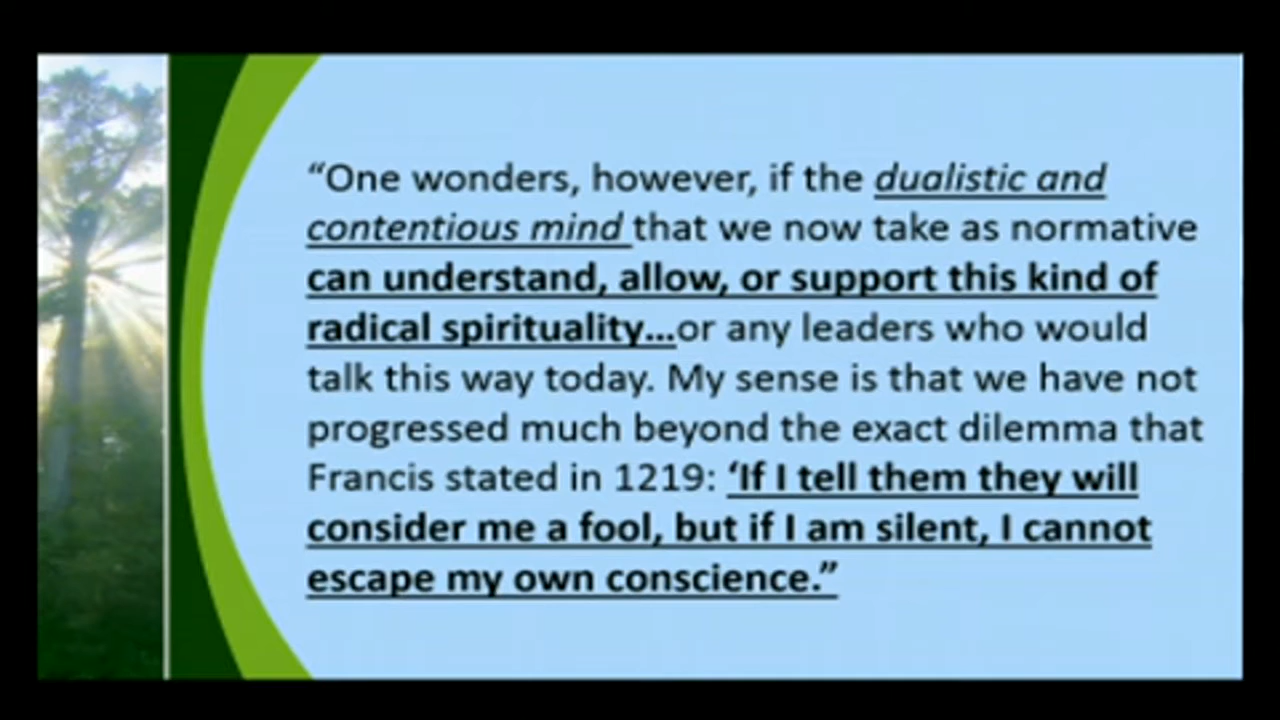 “One wonders, however, if the dualistic and
contentious mind that we now take as normative
can understand, allow, or support this kind of
radical spirituality...or any leaders who would
talk this way today. My sense is that we have not
progressed much beyond the exact dilemma that
Francis stated in 1219: ‘If I tell them they will
consider me a fool, but if I am silent, I cannot
escape my own conscience.”